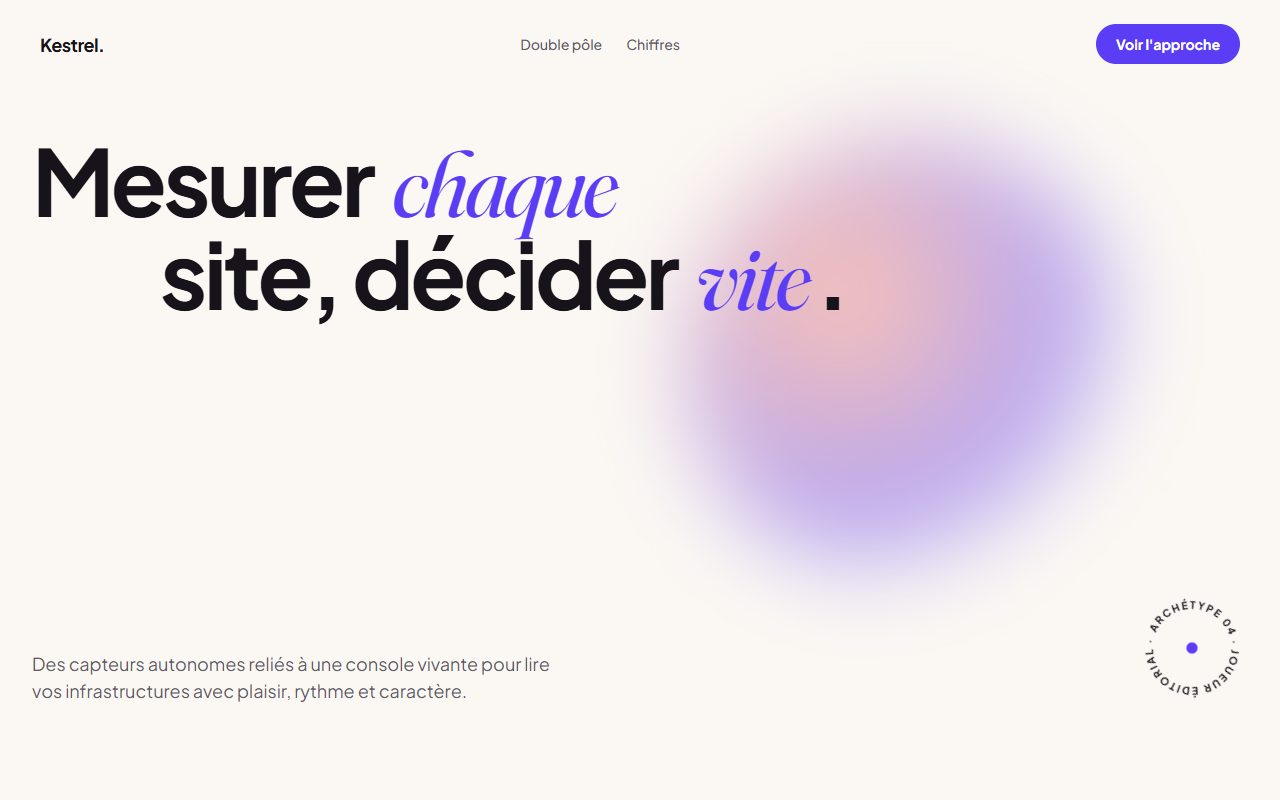 Kestrel.
Double pôle
Chiffres
Voir l'approche
Mesurer chaque
site, décider vite .
Des capteurs autonomes reliés à une console vivante pour lire
vos infrastructures avec plaisir, rythme et caractère.
ARCHÉTYPE 04 · JOUEUR ÉDITORIAL ·